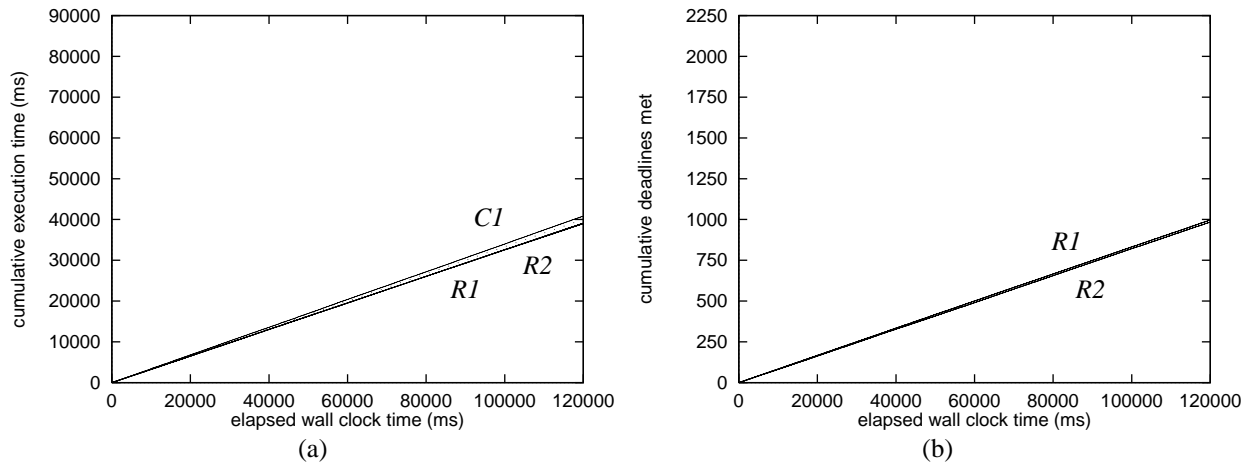 90000
80000
70000
60000
50000
40000
30000
20000
10000
0
cumulative execution time (ms)
C1
R2
R1
0 20000 40000 60000 80000 100000 120000
elapsed wall clock time (ms)
(a)
2250
2000
1750
1500
1250
1000
750
500
250
0
cumulative deadlines met
R1
R2
0 20000 40000 60000 80000 100000 120000
elapsed wall clock time (ms)
(b)